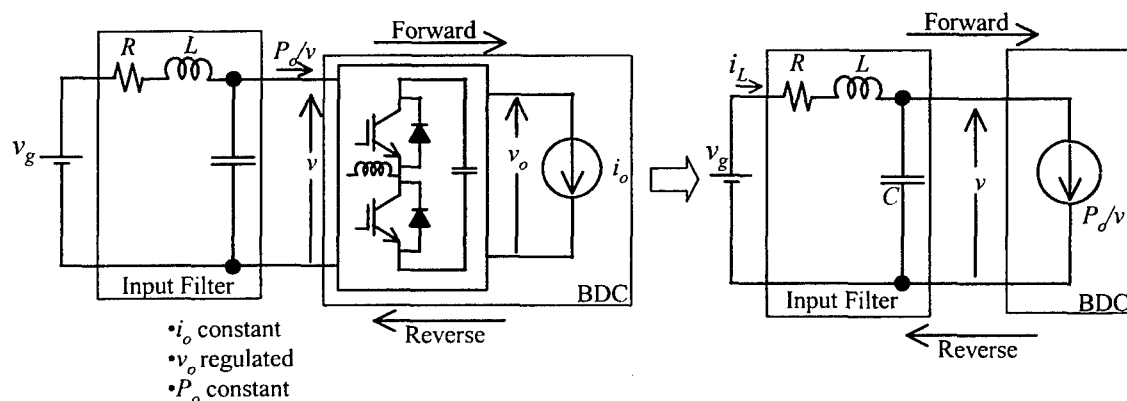 Forward
R
L
P_o/v
v_g
v
v_o
i_o
Input Filter
BDC
Reverse
•i_o constant
•v_o regulated
•P_o constant
Forward
i_L
R
L
v_g
C
v
P_o/v
Input Filter
BDC
Reverse